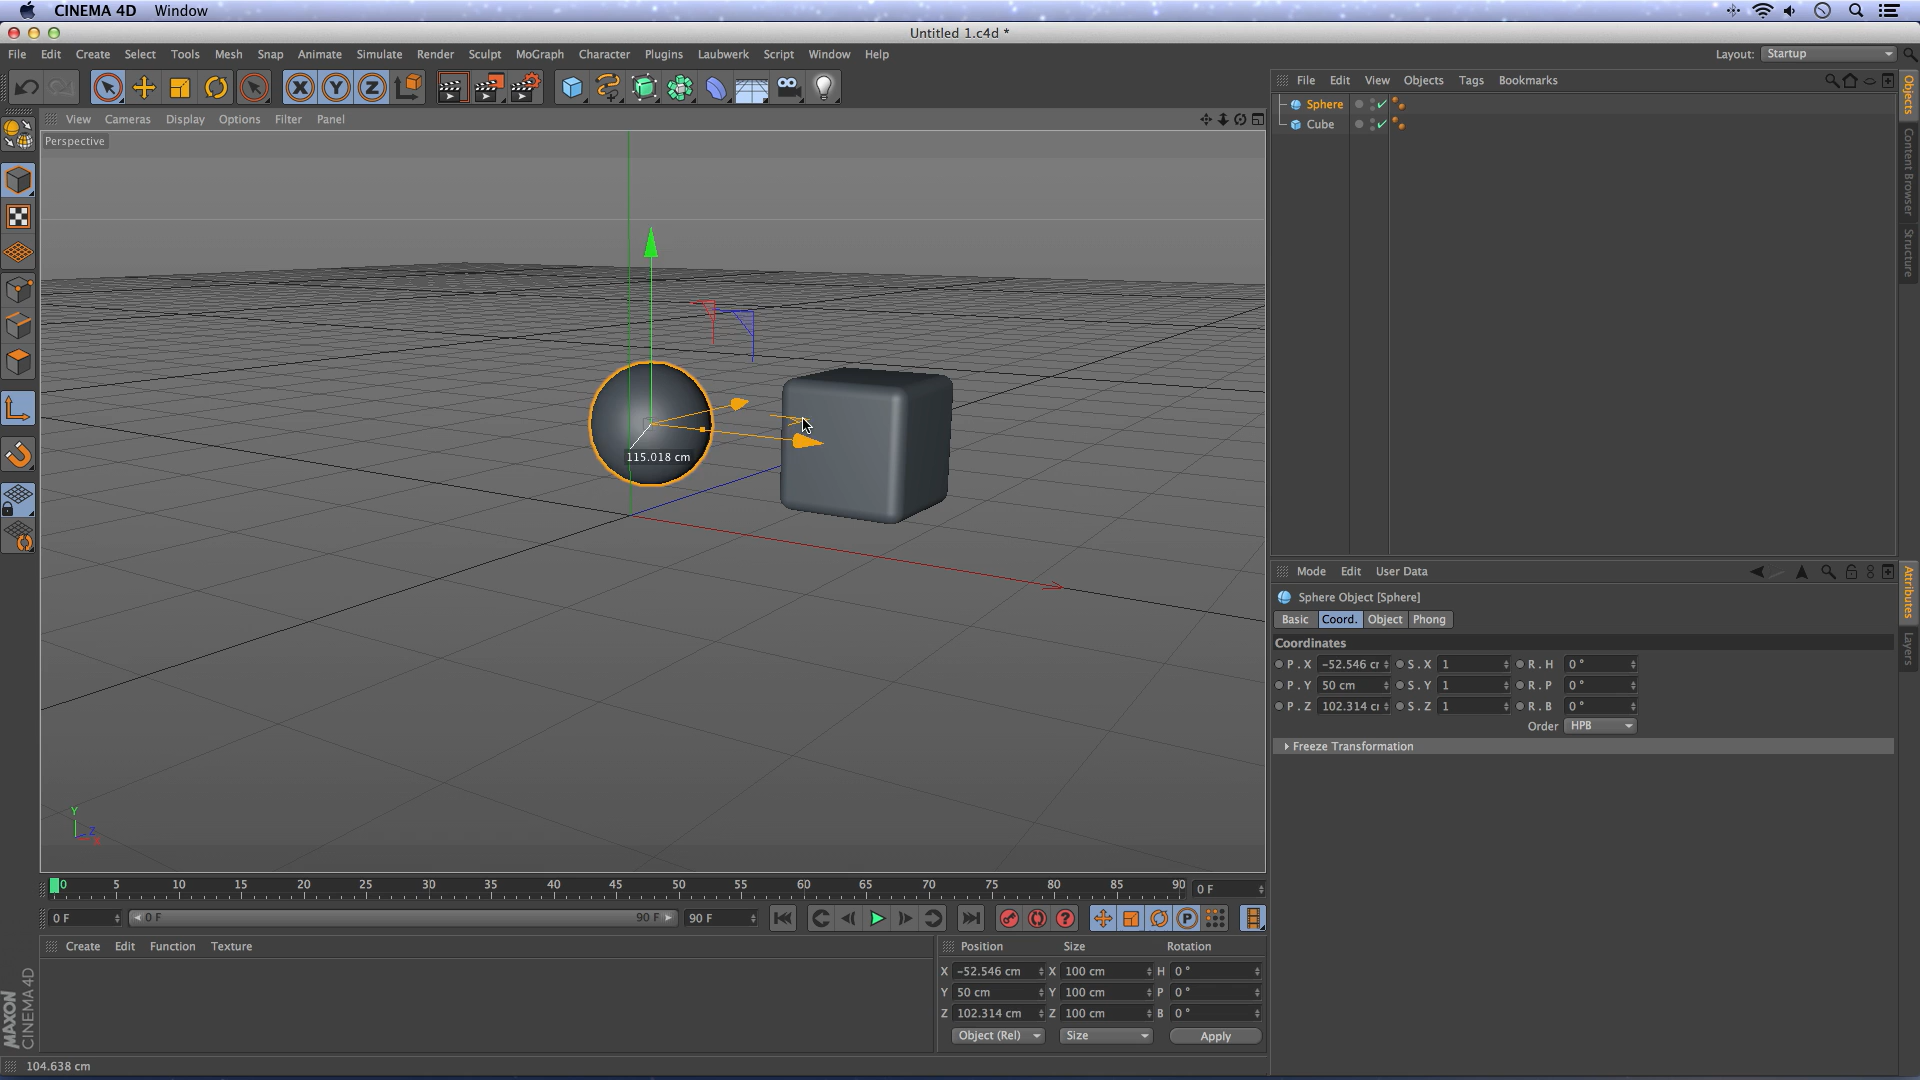 CINEMA 4D Window
Untitled 1.c4d *
File Edit Create Select Tools Mesh Snap Animate Simulate Render Sculpt MoGraph Character Plugins Laubwerk Script Window Help
Layout: Startup
View Cameras Display Options Filter Panel
Perspective
115.018 cm
Y
Z
X
File Edit View Objects Tags Bookmarks
Sphere
Cube
Objects
Content Browser
Structure
Mode Edit User Data
Sphere Object [Sphere]
Basic Coord. Object Phong
Coordinates
P . X -52.546 cr S . X 1 R . H 0 °
P . Y 50 cm S . Y 1 R . P 0 °
P . Z 102.314 cr S . Z 1 R . B 0 °
Order HPB
Freeze Transformation
Attributes
Layers
0 5 10 15 20 25 30 35 40 45 50 55 60 65 70 75 80 85 90 0 F
0 F 0 F 90 F 90 F
Create Edit Function Texture
Position Size Rotation
X -52.546 cm X 100 cm H 0 °
Y 50 cm Y 100 cm P 0 °
Z 102.314 cm Z 100 cm B 0 °
Object (Rel) Size Apply
MAXON
CINEMA 4D
104.638 cm